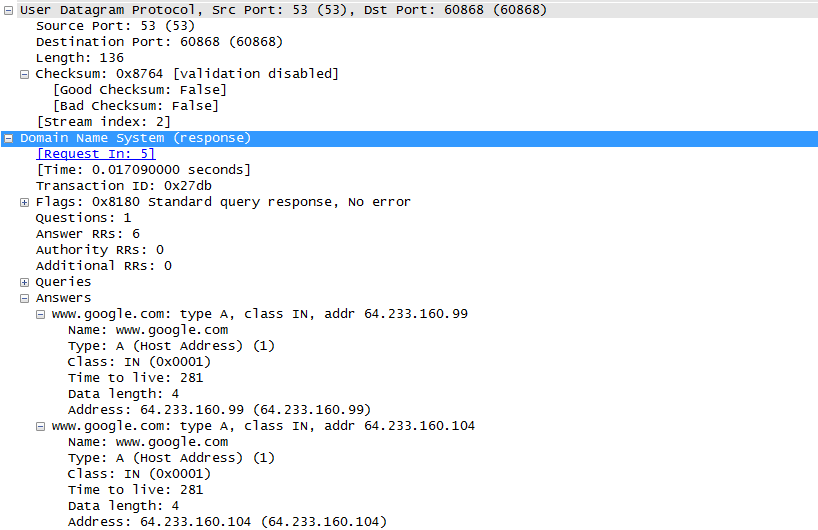 User Datagram Protocol, Src Port: 53 (53), Dst Port: 60868 (60868)
Source Port: 53 (53)
Destination Port: 60868 (60868)
Length: 136
Checksum: 0x8764 [validation disabled]
[Good Checksum: False]
[Bad Checksum: False]
[Stream index: 2]
Domain Name System (response)
[Request In: 5]
[Time: 0.017090000 seconds]
Transaction ID: 0x27db
Flags: 0x8180 Standard query response, No error
Questions: 1
Answer RRs: 6
Authority RRs: 0
Additional RRs: 0
Queries
Answers
www.google.com: type A, class IN, addr 64.233.160.99
Name: www.google.com
Type: A (Host Address) (1)
Class: IN (0x0001)
Time to live: 281
Data length: 4
Address: 64.233.160.99 (64.233.160.99)
www.google.com: type A, class IN, addr 64.233.160.104
Name: www.google.com
Type: A (Host Address) (1)
Class: IN (0x0001)
Time to live: 281
Data length: 4
Address: 64.233.160.104 (64.233.160.104)